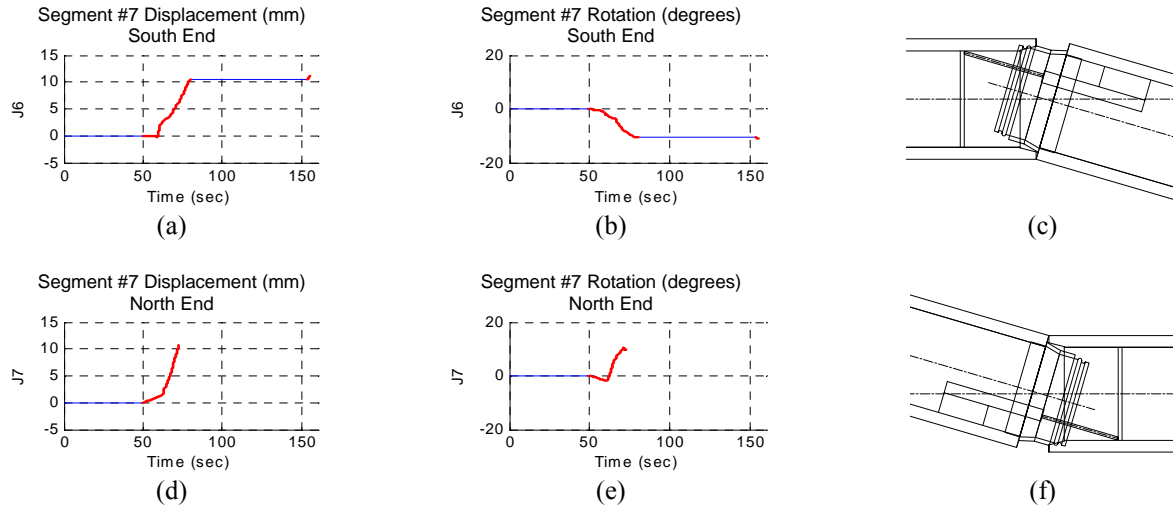 Segment #7 Displacement (mm)
South End
15
10
5
0
-5
J6
0 50 100 150
Time (sec)
(a)
Segment #7 Rotation (degrees)
South End
20
0
-20
J6
0 50 100 150
Time (sec)
(b)
(c)
Segment #7 Displacement (mm)
North End
15
10
5
0
-5
J7
0 50 100 150
Time (sec)
(d)
Segment #7 Rotation (degrees)
North End
20
0
-20
J7
0 50 100 150
Time (sec)
(e)
(f)